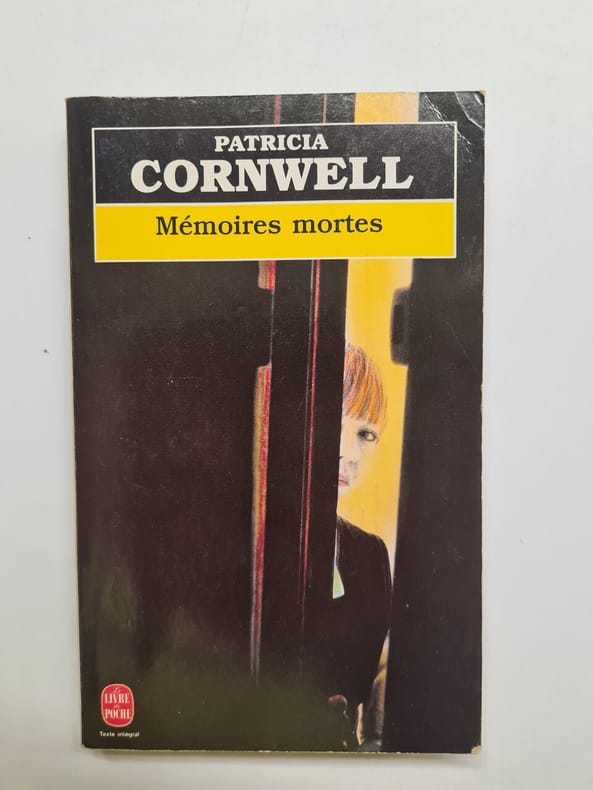 PATRICIA
CORNWELL
Mémoires mortes
Le
LIVRE
de
POCHE
Texte intégral